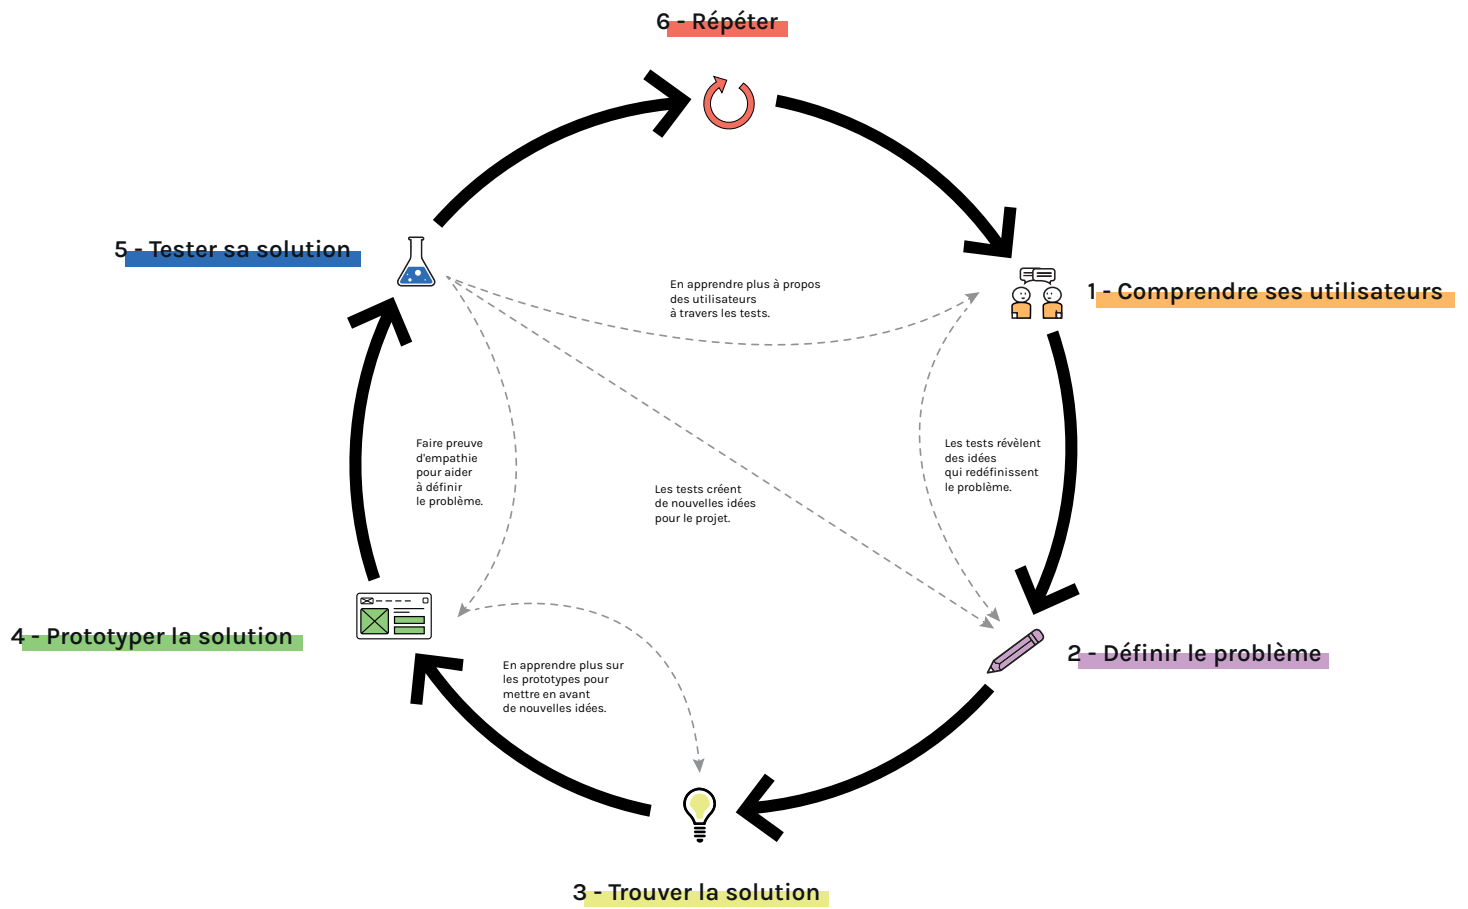 6 - Répéter
5 - Tester sa solution
En apprendre plus à propos
des utilisateurs
à travers les tests.
1 - Comprendre ses utilisateurs
Faire preuve
d'empathie
pour aider
à définir
le problème.
Les tests créent
de nouvelles idées
pour le projet.
Les tests révèlent
des idées
qui redéfinissent
le problème.
4 - Prototyper la solution
2 - Définir le problème
En apprendre plus sur
les prototypes pour
mettre en avant
de nouvelles idées.
3 - Trouver la solution